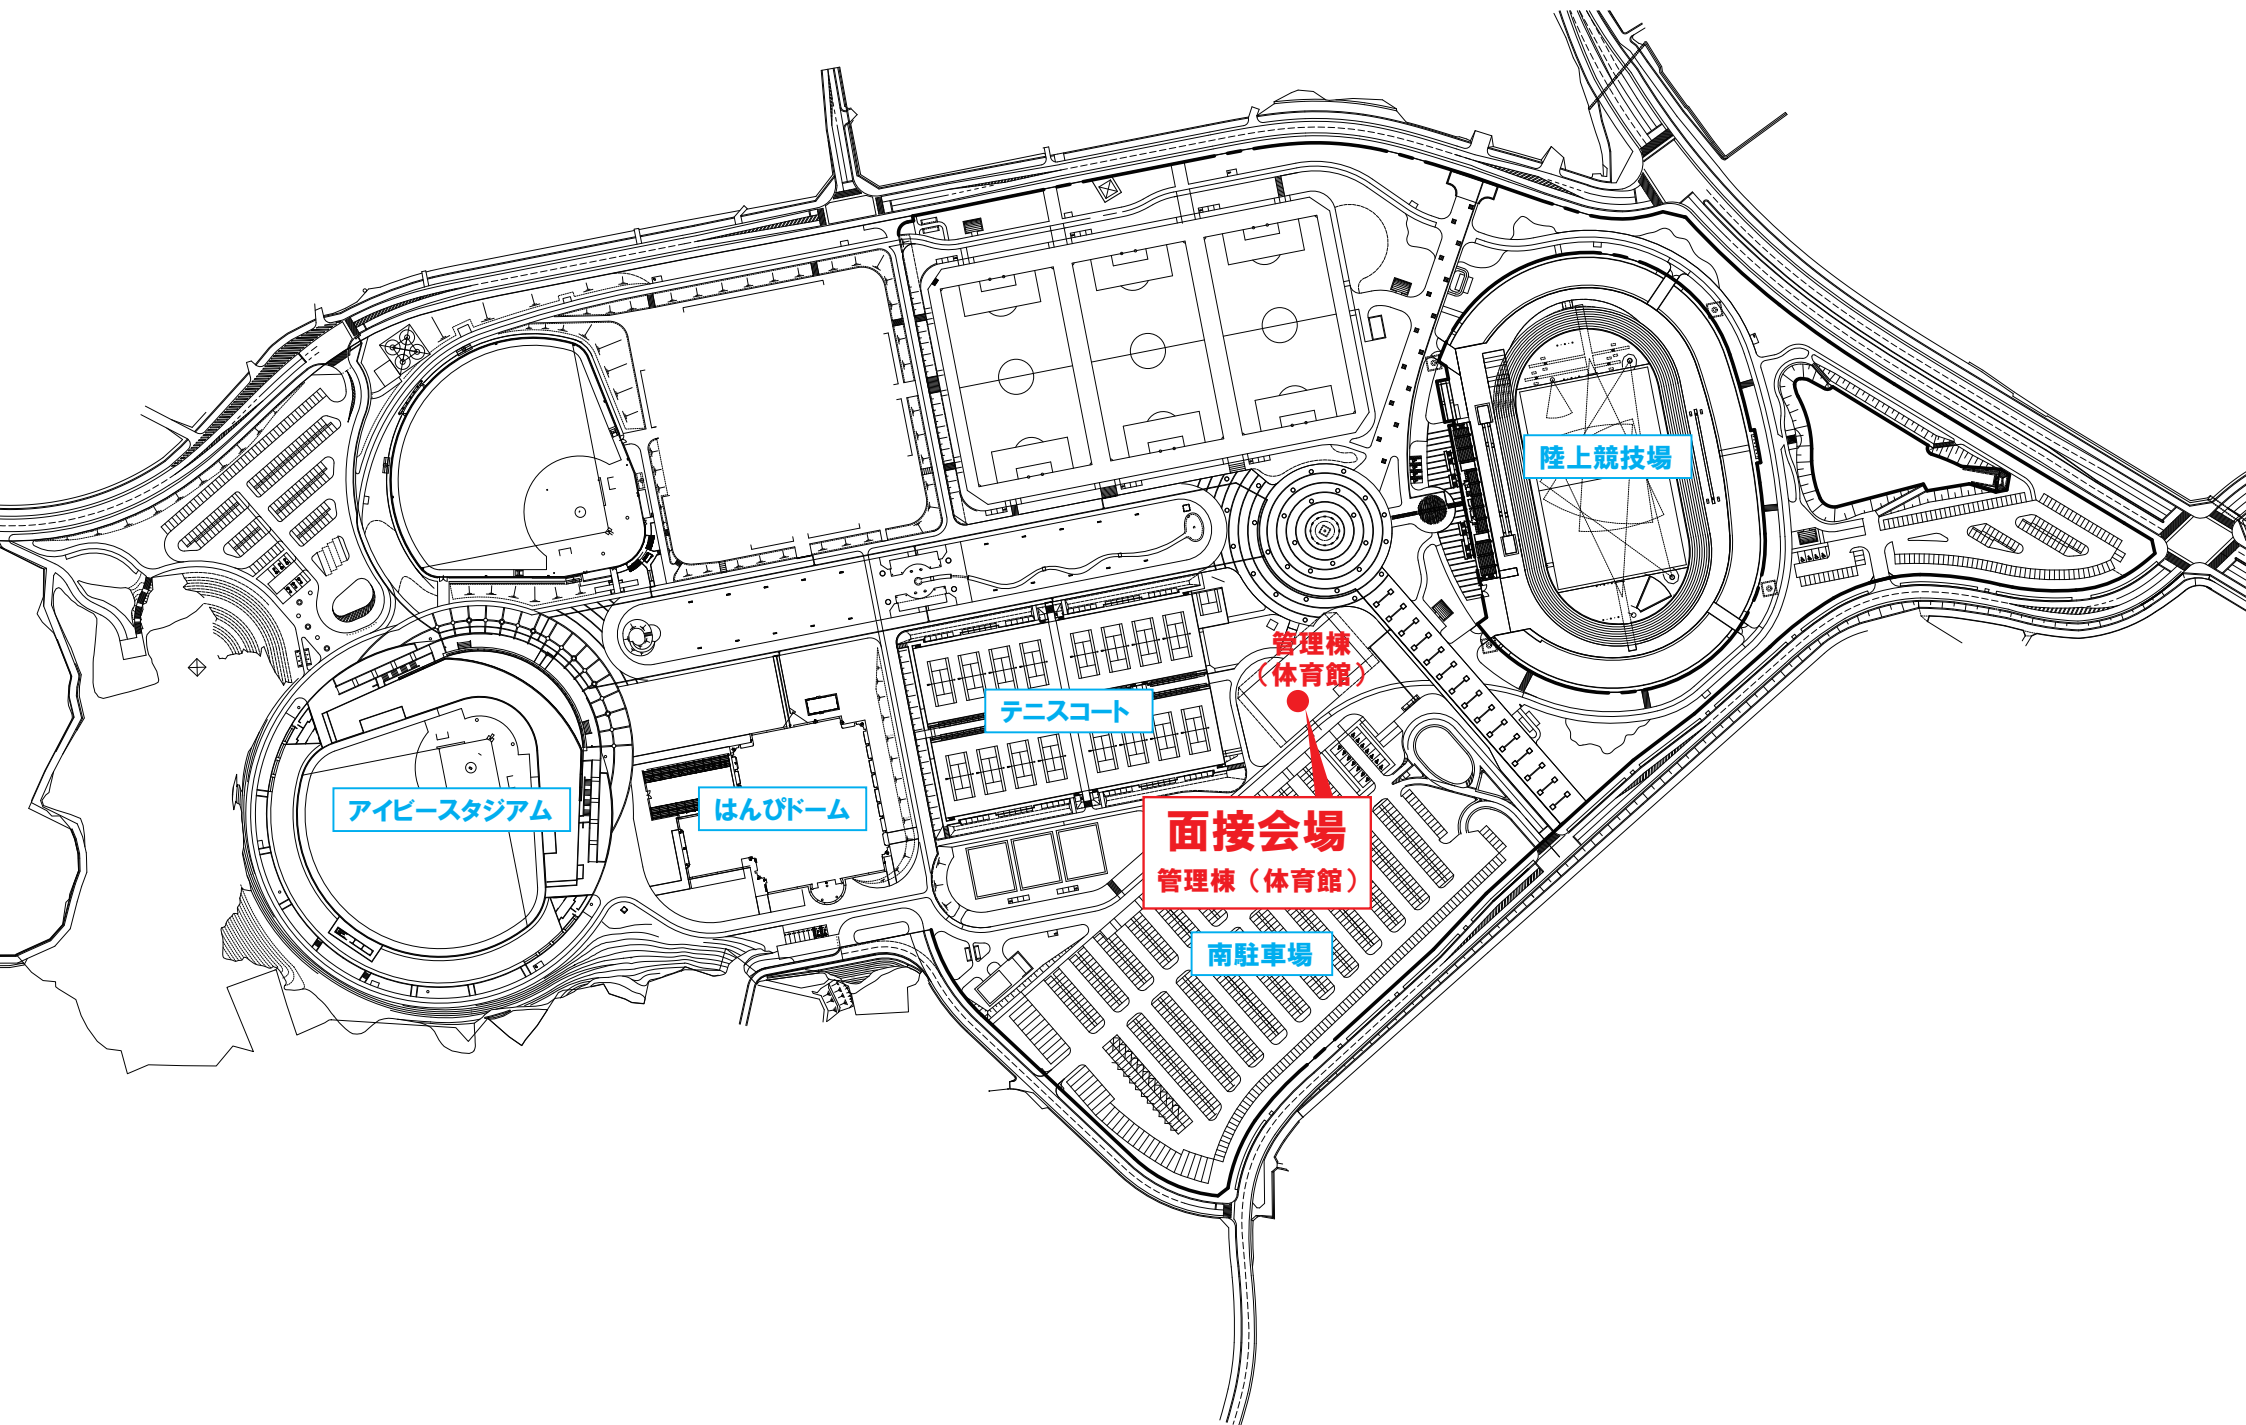 陸上競技場
管理棟
（体育館）
テニスコート
アイビースタジアム
はんぴドーム
面接会場
管理棟（体育館）
南駐車場